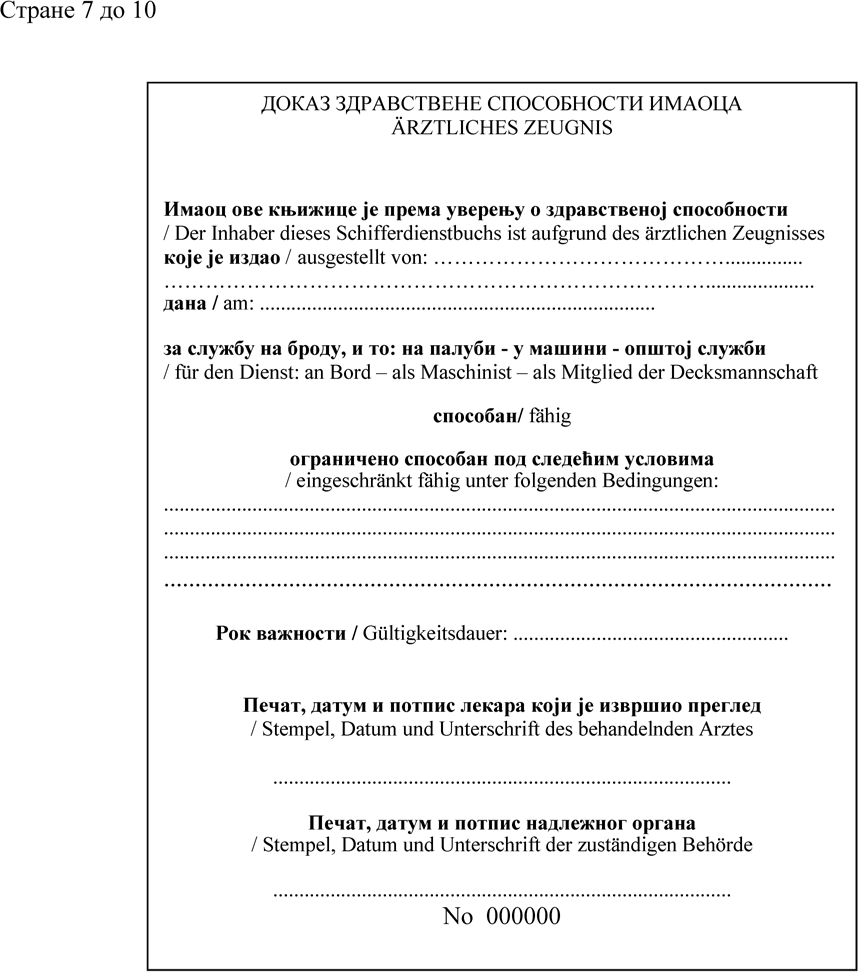 Стране 7 до 10
ДОКАЗ ЗДРАВСТВЕНЕ СПОСОБНОСТИ ИМАОЦА
ÄRZTLICHES ZEUGNIS
Имаоц ове књижице је према уверењу о здравственој способности
/ Der Inhaber dieses Schifferdienstbuchs ist aufgrund des ärztlichen Zeugnisses
које је издао / ausgestellt von: ……………………………………...............
……………………………………………………………………......................
дана / am: ............................................................................
за службу на броду, и то: на палуби - у машини - општој служби
/ für den Dienst: an Bord – als Maschinist – als Mitglied der Decksmannschaft
способан/ fähig
ограничено способан под следећим условима
/ eingeschränkt fähig unter folgenden Bedingungen:
.................................................................................................................................
.................................................................................................................................
.................................................................................................................................
.................................................................................................................................
Рок важности / Gültigkeitsdauer: .....................................................
Печат, датум и потпис лекара који је извршио преглед
/ Stempel, Datum und Unterschrift des behandelnden Arztes
........................................................................................
Печат, датум и потпис надлежног органа
/ Stempel, Datum und Unterschrift der zuständigen Behörde
........................................................................................
No 000000